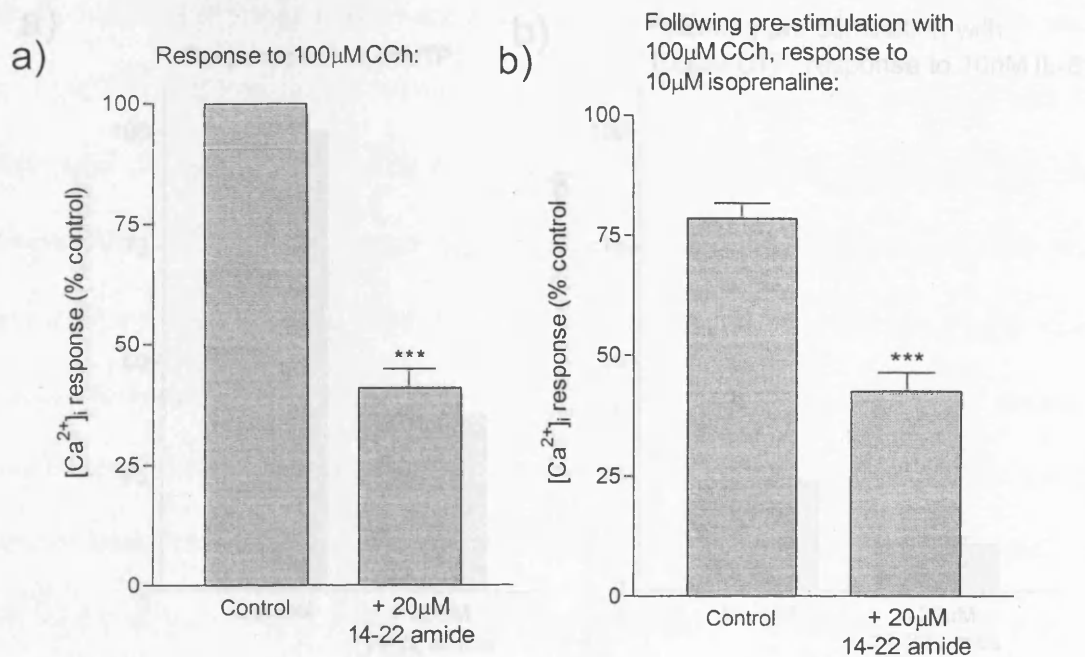 a)
Response to 100µM CCh:
[Ca2+]i response (% control)
100
75
50
25
0
***
Control
+ 20µM
14-22 amide
b)
Following pre-stimulation with
100µM CCh, response to
10µM isoprenaline:
[Ca2+]i response (% control)
100
75
50
25
0
***
Control
+ 20µM
14-22 amide